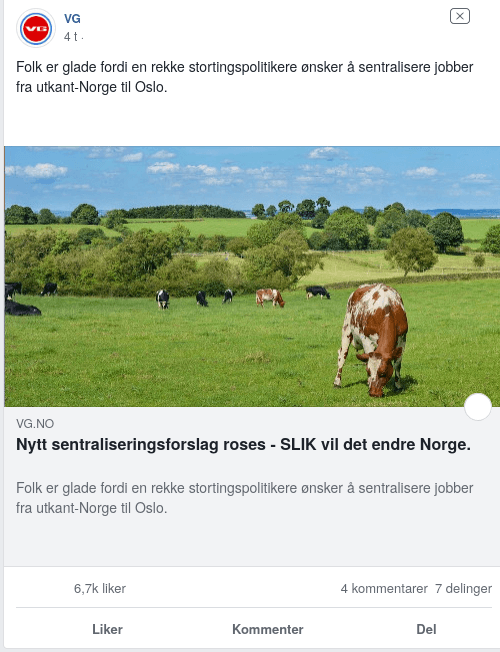 VG
VG
4 t ·
Folk er glade fordi en rekke stortingspolitikere ønsker å sentralisere jobber
fra utkant-Norge til Oslo.
VG.NO
Nytt sentraliseringsforslag roses - SLIK vil det endre Norge.
Folk er glade fordi en rekke stortingspolitikere ønsker å sentralisere jobber
fra utkant-Norge til Oslo.
6,7k liker
4 kommentarer 7 delinger
Liker Kommenter Del